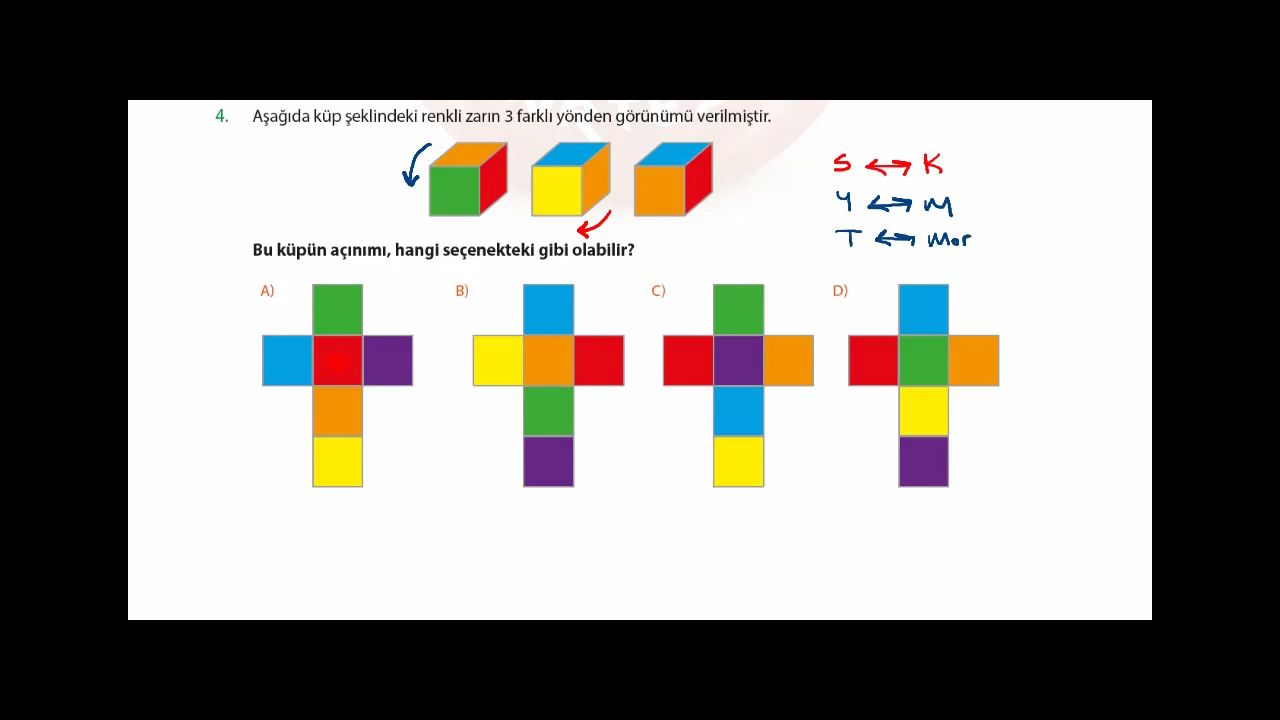 4. Aşağıda küp şeklindeki renkli zarın 3 farklı yönden görünümü verilmiştir.
S ↔ K
Y ↔ M
T ↔ Mor
Bu küpün açınımı, hangi seçenekteki gibi olabilir?
A) B) C) D)